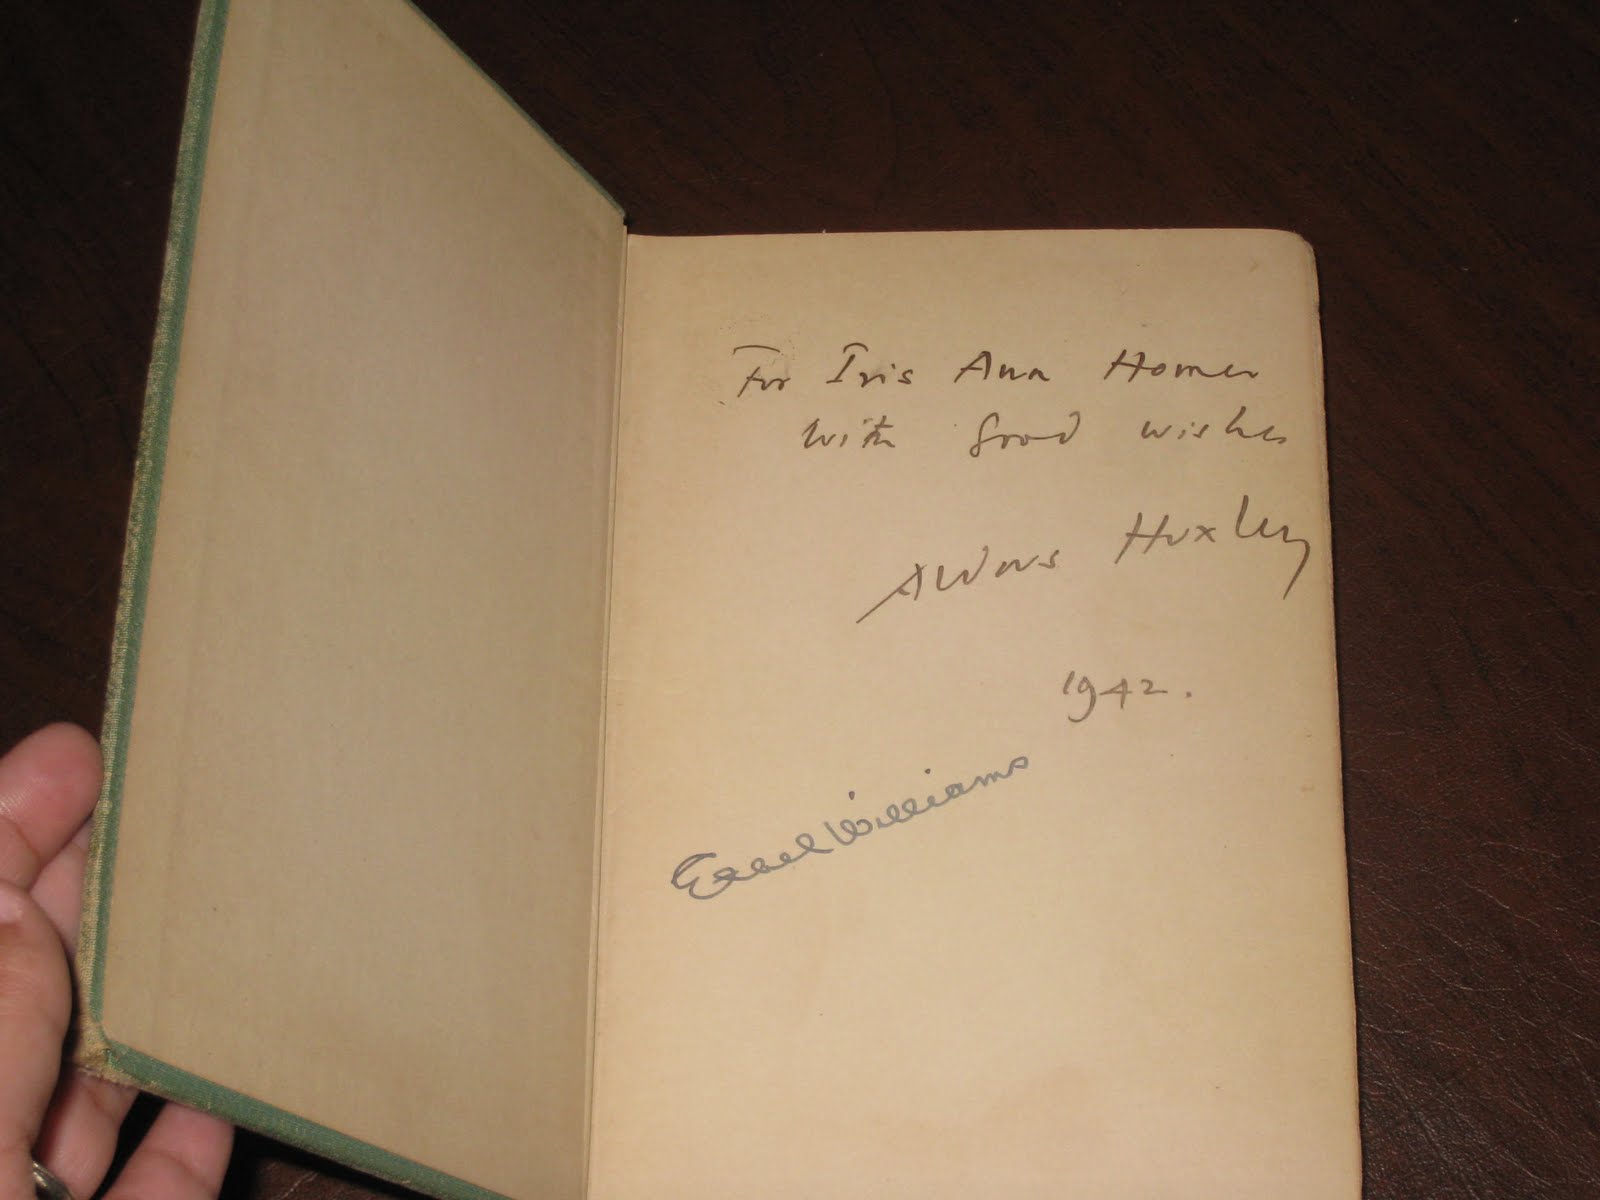 For Iris Ann Homer
with good wishes
Aldous Huxley
1942.
Williams